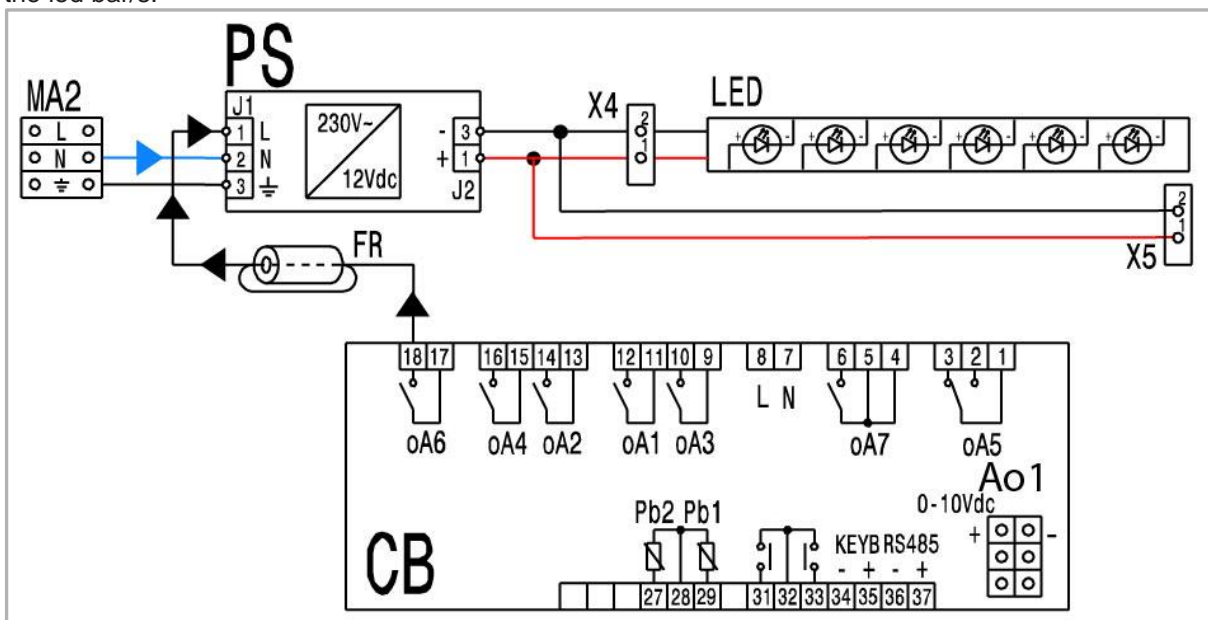 the led bar/s.
PS
MA2
L
N
J1
1 L
2 N
3
230V~
12Vdc
- 3
+ 1
J2
X4
2
1
LED
+ - + - + - + - + - + -
2
1
X5
FR
18 17 16 15 14 13 12 11 10 9 8 7 6 5 4 3 2 1
L N
oA6 oA4 oA2 oA1 oA3 oA7 oA5
Ao1
0-10Vdc
+ -
Pb2 Pb1
KEYB RS485
- + - +
CB
27 28 29 31 32 33 34 35 36 37